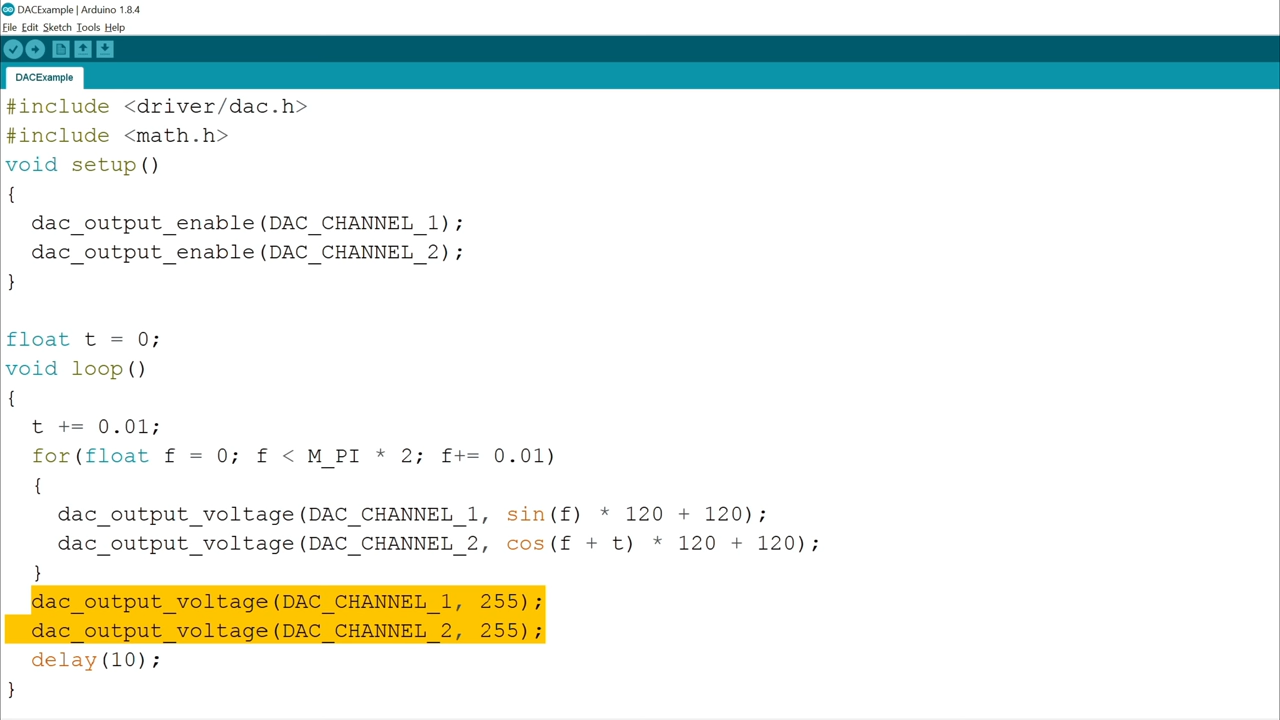 DACExample | Arduino 1.8.4
File Edit Sketch Tools Help
DACExample
#include <driver/dac.h>
#include <math.h>
void setup()
{
  dac_output_enable(DAC_CHANNEL_1);
  dac_output_enable(DAC_CHANNEL_2);
}

float t = 0;
void loop()
{
  t += 0.01;
  for(float f = 0; f < M_PI * 2; f+= 0.01)
  {
    dac_output_voltage(DAC_CHANNEL_1, sin(f) * 120 + 120);
    dac_output_voltage(DAC_CHANNEL_2, cos(f + t) * 120 + 120);
  }
  dac_output_voltage(DAC_CHANNEL_1, 255);
  dac_output_voltage(DAC_CHANNEL_2, 255);
  delay(10);
}